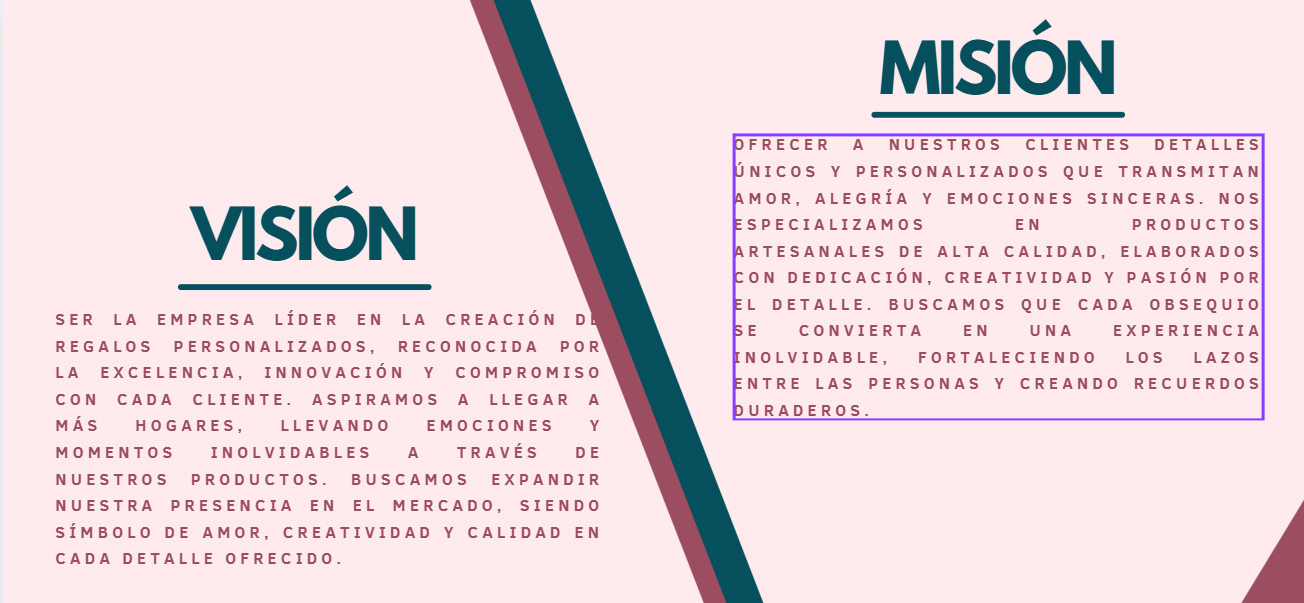 VISIÓN
SER LA EMPRESA LÍDER EN LA CREACIÓN DE
REGALOS PERSONALIZADOS, RECONOCIDA POR
LA EXCELENCIA, INNOVACIÓN Y COMPROMISO
CON CADA CLIENTE. ASPIRAMOS A LLEGAR A
MÁS HOGARES, LLEVANDO EMOCIONES Y
MOMENTOS INOLVIDABLES A TRAVÉS DE
NUESTROS PRODUCTOS. BUSCAMOS EXPANDIR
NUESTRA PRESENCIA EN EL MERCADO, SIENDO
SÍMBOLO DE AMOR, CREATIVIDAD Y CALIDAD EN
CADA DETALLE OFRECIDO.
MISIÓN
OFRECER A NUESTROS CLIENTES DETALLES
ÚNICOS Y PERSONALIZADOS QUE TRANSMITAN
AMOR, ALEGRÍA Y EMOCIONES SINCERAS. NOS
ESPECIALIZAMOS EN PRODUCTOS
ARTESANALES DE ALTA CALIDAD, ELABORADOS
CON DEDICACIÓN, CREATIVIDAD Y PASIÓN POR
EL DETALLE. BUSCAMOS QUE CADA OBSEQUIO
SE CONVIERTA EN UNA EXPERIENCIA
INOLVIDABLE, FORTALECIENDO LOS LAZOS
ENTRE LAS PERSONAS Y CREANDO RECUERDOS
DURADEROS.